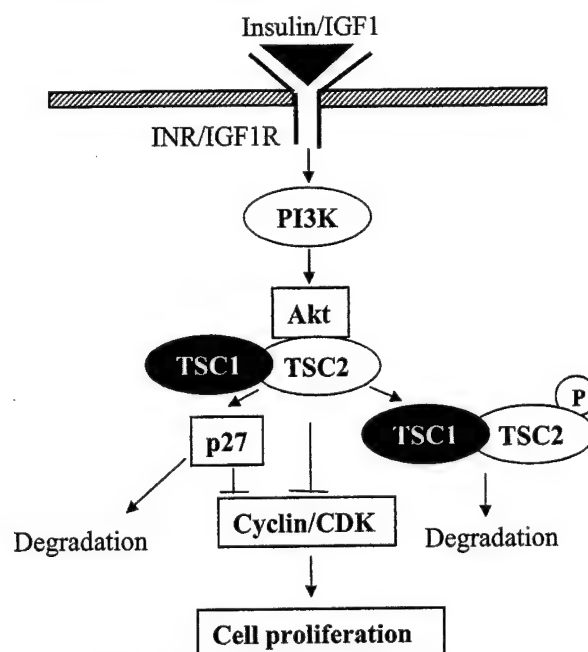 Insulin/IGF1
INR/IGF1R
PI3K
Akt
TSC1 TSC2
P
TSC1 TSC2
p27
Cyclin/CDK
Degradation
Degradation
Cell proliferation